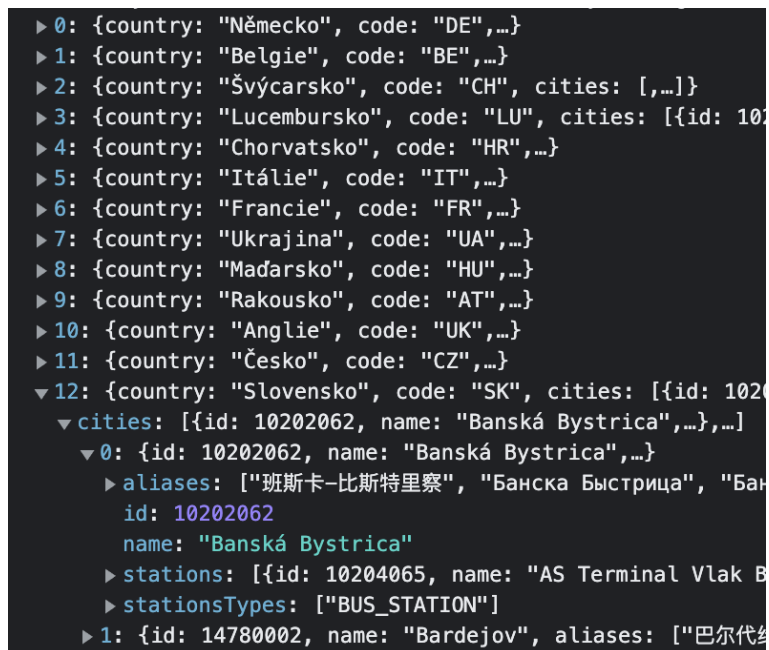 0: {country: "Německo", code: "DE",…}
1: {country: "Belgie", code: "BE",…}
2: {country: "Švýcarsko", code: "CH", cities: [,…]}
3: {country: "Lucembursko", code: "LU", cities: [{id: 102
4: {country: "Chorvatsko", code: "HR",…}
5: {country: "Itálie", code: "IT",…}
6: {country: "Francie", code: "FR",…}
7: {country: "Ukrajina", code: "UA",…}
8: {country: "Maďarsko", code: "HU",…}
9: {country: "Rakousko", code: "AT",…}
10: {country: "Anglie", code: "UK",…}
11: {country: "Česko", code: "CZ",…}
12: {country: "Slovensko", code: "SK", cities: [{id: 1020
cities: [{id: 10202062, name: "Banská Bystrica",…},…]
0: {id: 10202062, name: "Banská Bystrica",…}
aliases: ["班斯卡-比斯特里察", "Банска Быстрица", "Бан
id: 10202062
name: "Banská Bystrica"
stations: [{id: 10204065, name: "AS Terminal Vlak B
stationsTypes: ["BUS_STATION"]
1: {id: 14780002, name: "Bardejov", aliases: ["巴尔代约